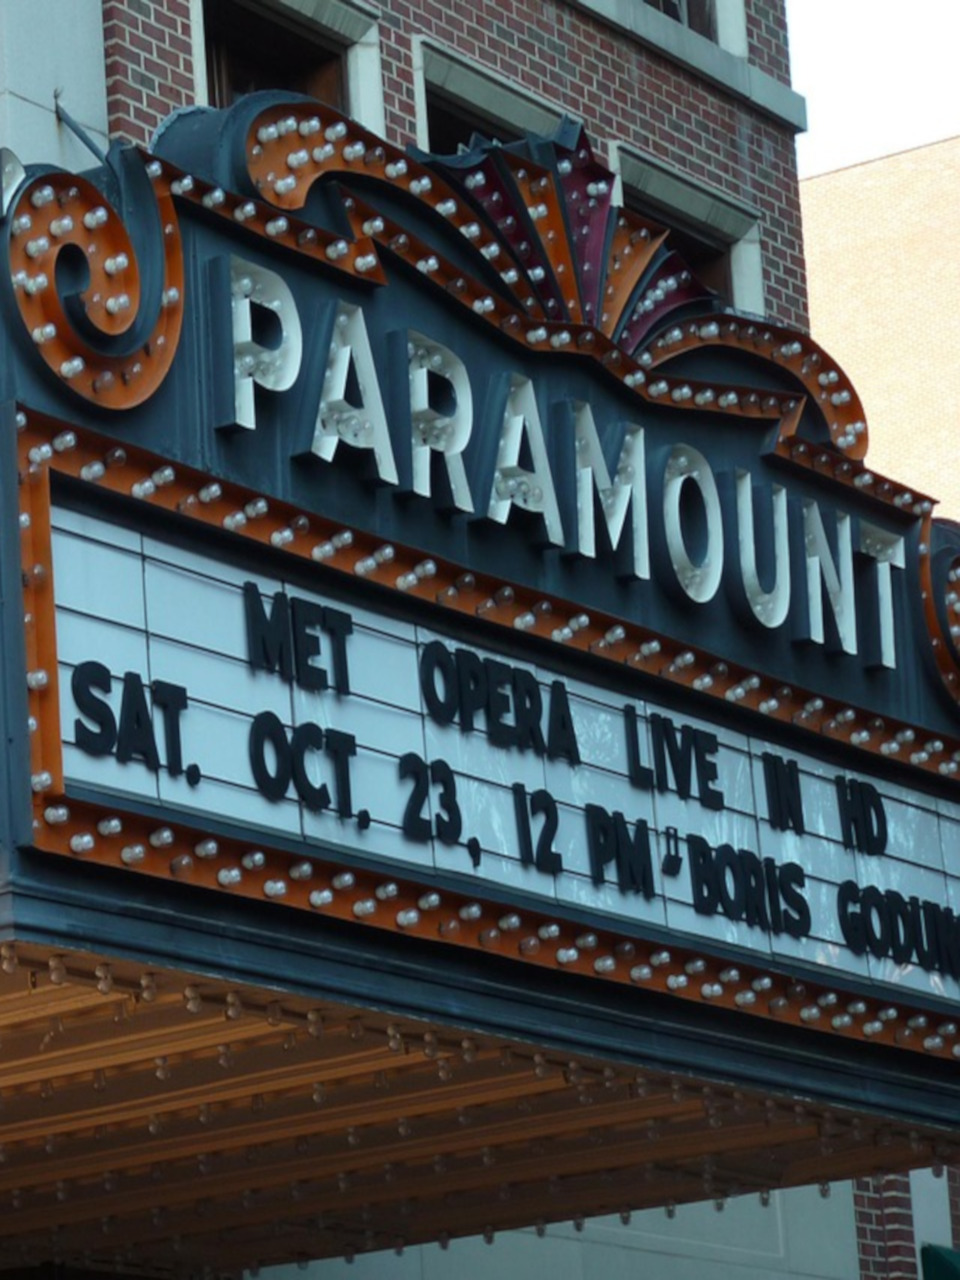 PARAMOUNT
MET OPERA LIVE IN HD
SAT. OCT. 23, 12 PM "BORIS